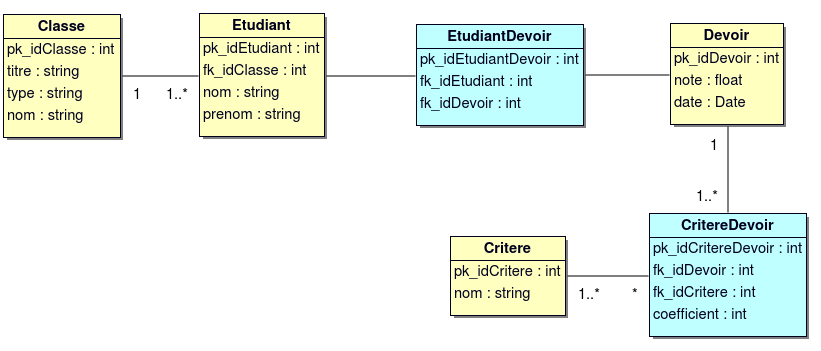 Classe
pk_idClasse : int
titre : string
type : string
nom : string
1
1..*
Etudiant
pk_idEtudiant : int
fk_idClasse : int
nom : string
prenom : string
EtudiantDevoir
pk_idEtudiantDevoir : int
fk_idEtudiant : int
fk_idDevoir : int
Devoir
pk_idDevoir : int
note : float
date : Date
1
1..*
Critere
pk_idCritere : int
nom : string
1..*
*
CritereDevoir
pk_idCritereDevoir : int
fk_idDevoir : int
fk_idCritere : int
coefficient : int